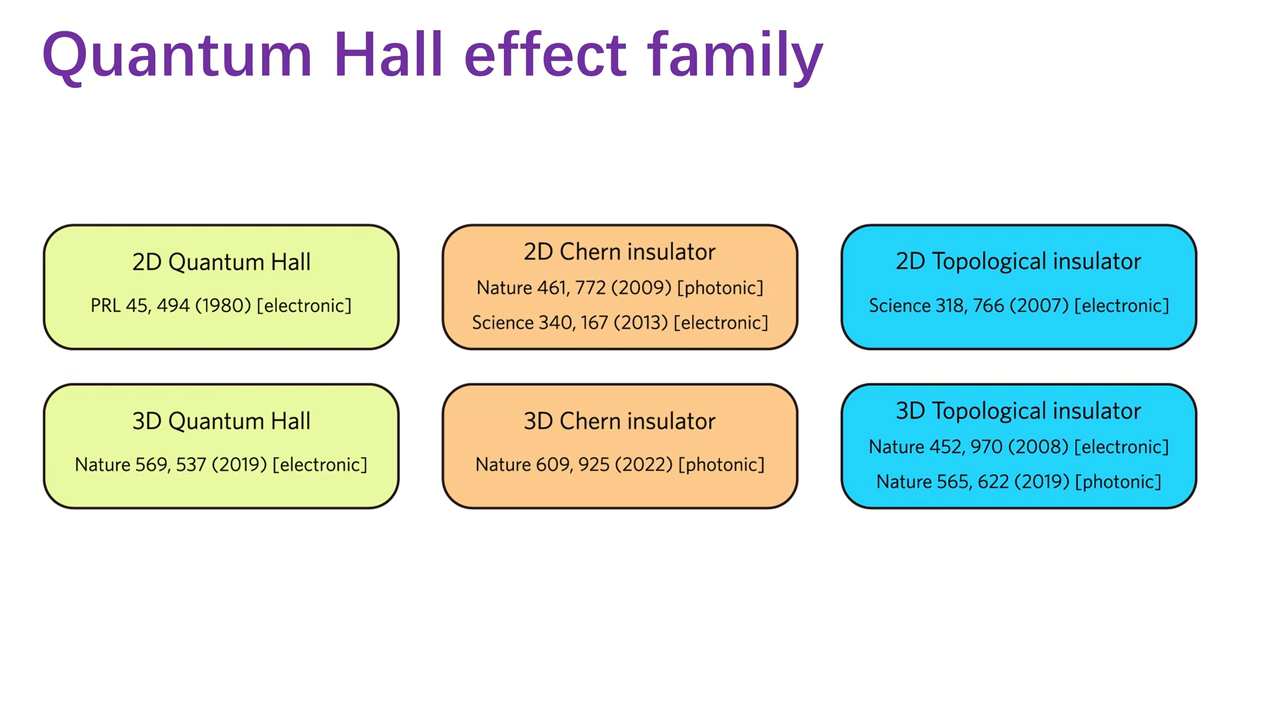 Quantum Hall effect family
2D Quantum Hall
PRL 45, 494 (1980) [electronic]
2D Chern insulator
Nature 461, 772 (2009) [photonic]
Science 340, 167 (2013) [electronic]
2D Topological insulator
Science 318, 766 (2007) [electronic]
3D Quantum Hall
Nature 569, 537 (2019) [electronic]
3D Chern insulator
Nature 609, 925 (2022) [photonic]
3D Topological insulator
Nature 452, 970 (2008) [electronic]
Nature 565, 622 (2019) [photonic]